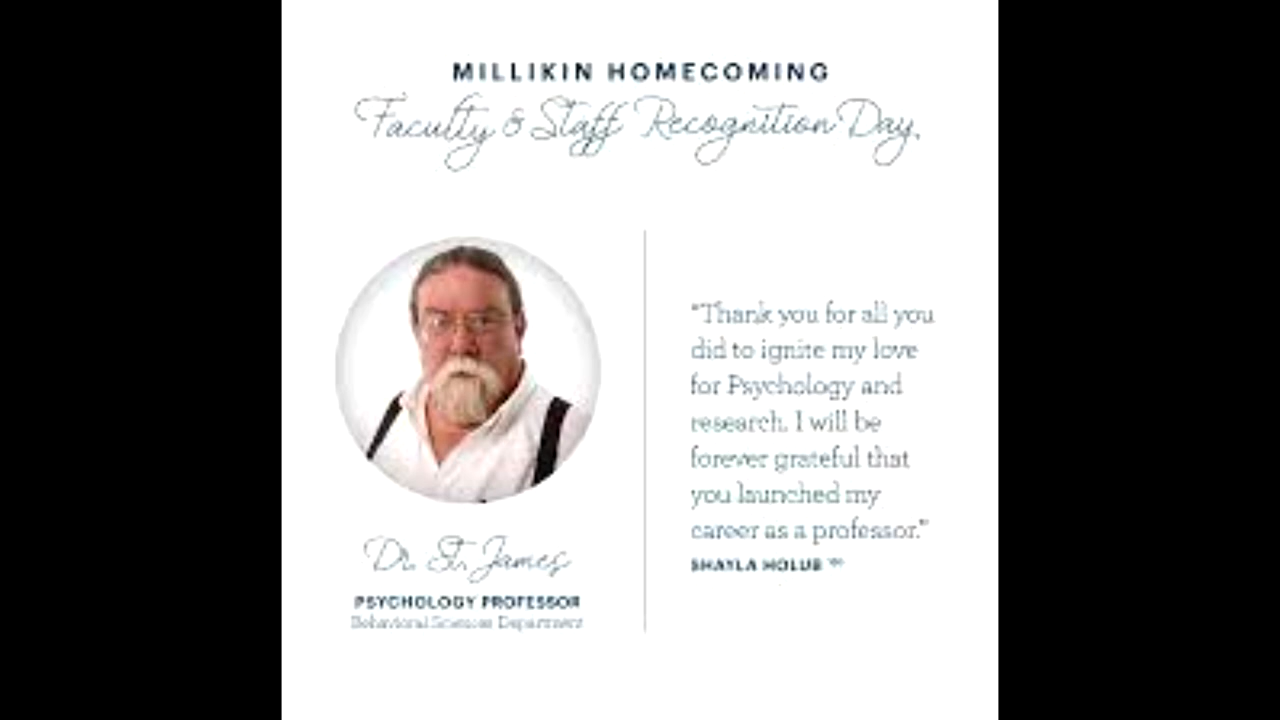 MILLIKIN HOMECOMING
Faculty & Staff Recognition Day
"Thank you for all you
did to ignite my love
for Psychology and
research. I will be
forever grateful that
you launched my
career as a professor."
SHAYLA HOLUB
Dr. St. James
PSYCHOLOGY PROFESSOR
Behavioral Sciences Department